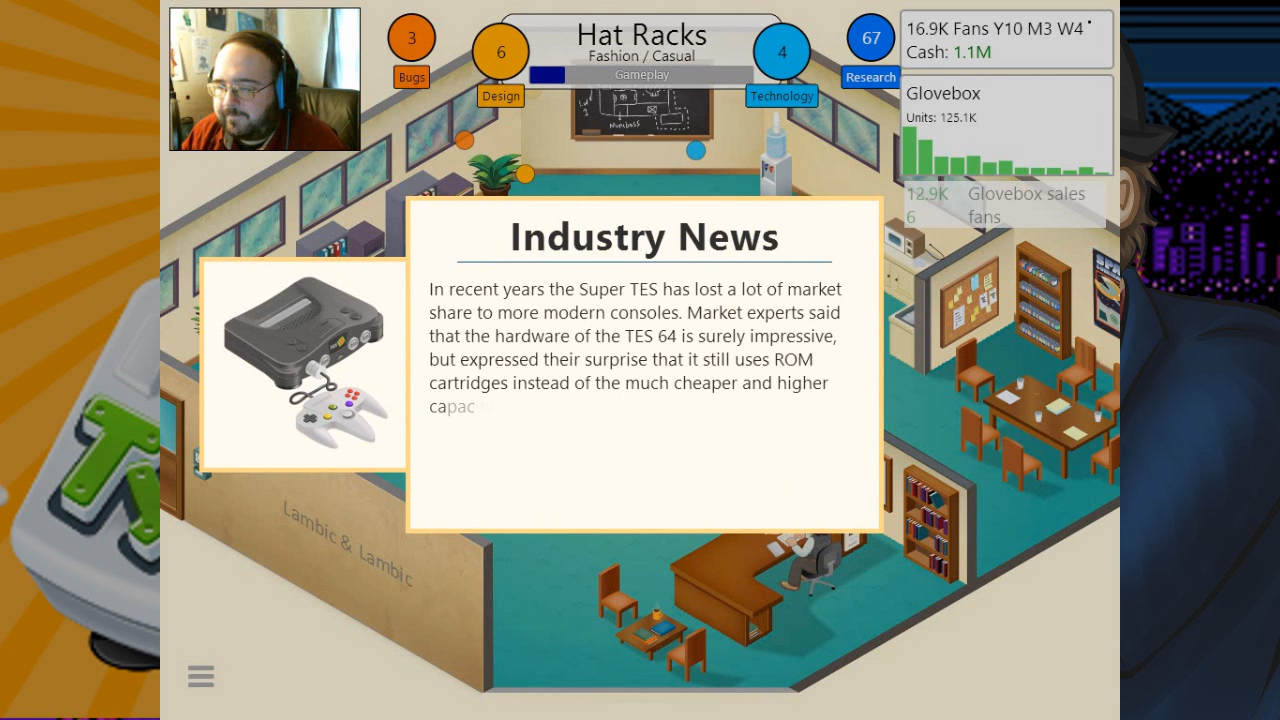 3
Bugs
6
Design
Hat Racks
Fashion / Casual
Gameplay
4
Technology
67
Research
16.9K Fans Y10 M3 W4
Cash: 1.1M
Glovebox
Units: 125.1K
12.9K Glovebox sales
6 fans
Industry News
In recent years the Super TES has lost a lot of market
share to more modern consoles. Market experts said
that the hardware of the TES 64 is surely impressive,
but expressed their surprise that it still uses ROM
cartridges instead of the much cheaper and higher
capac
Lambic & Lambic